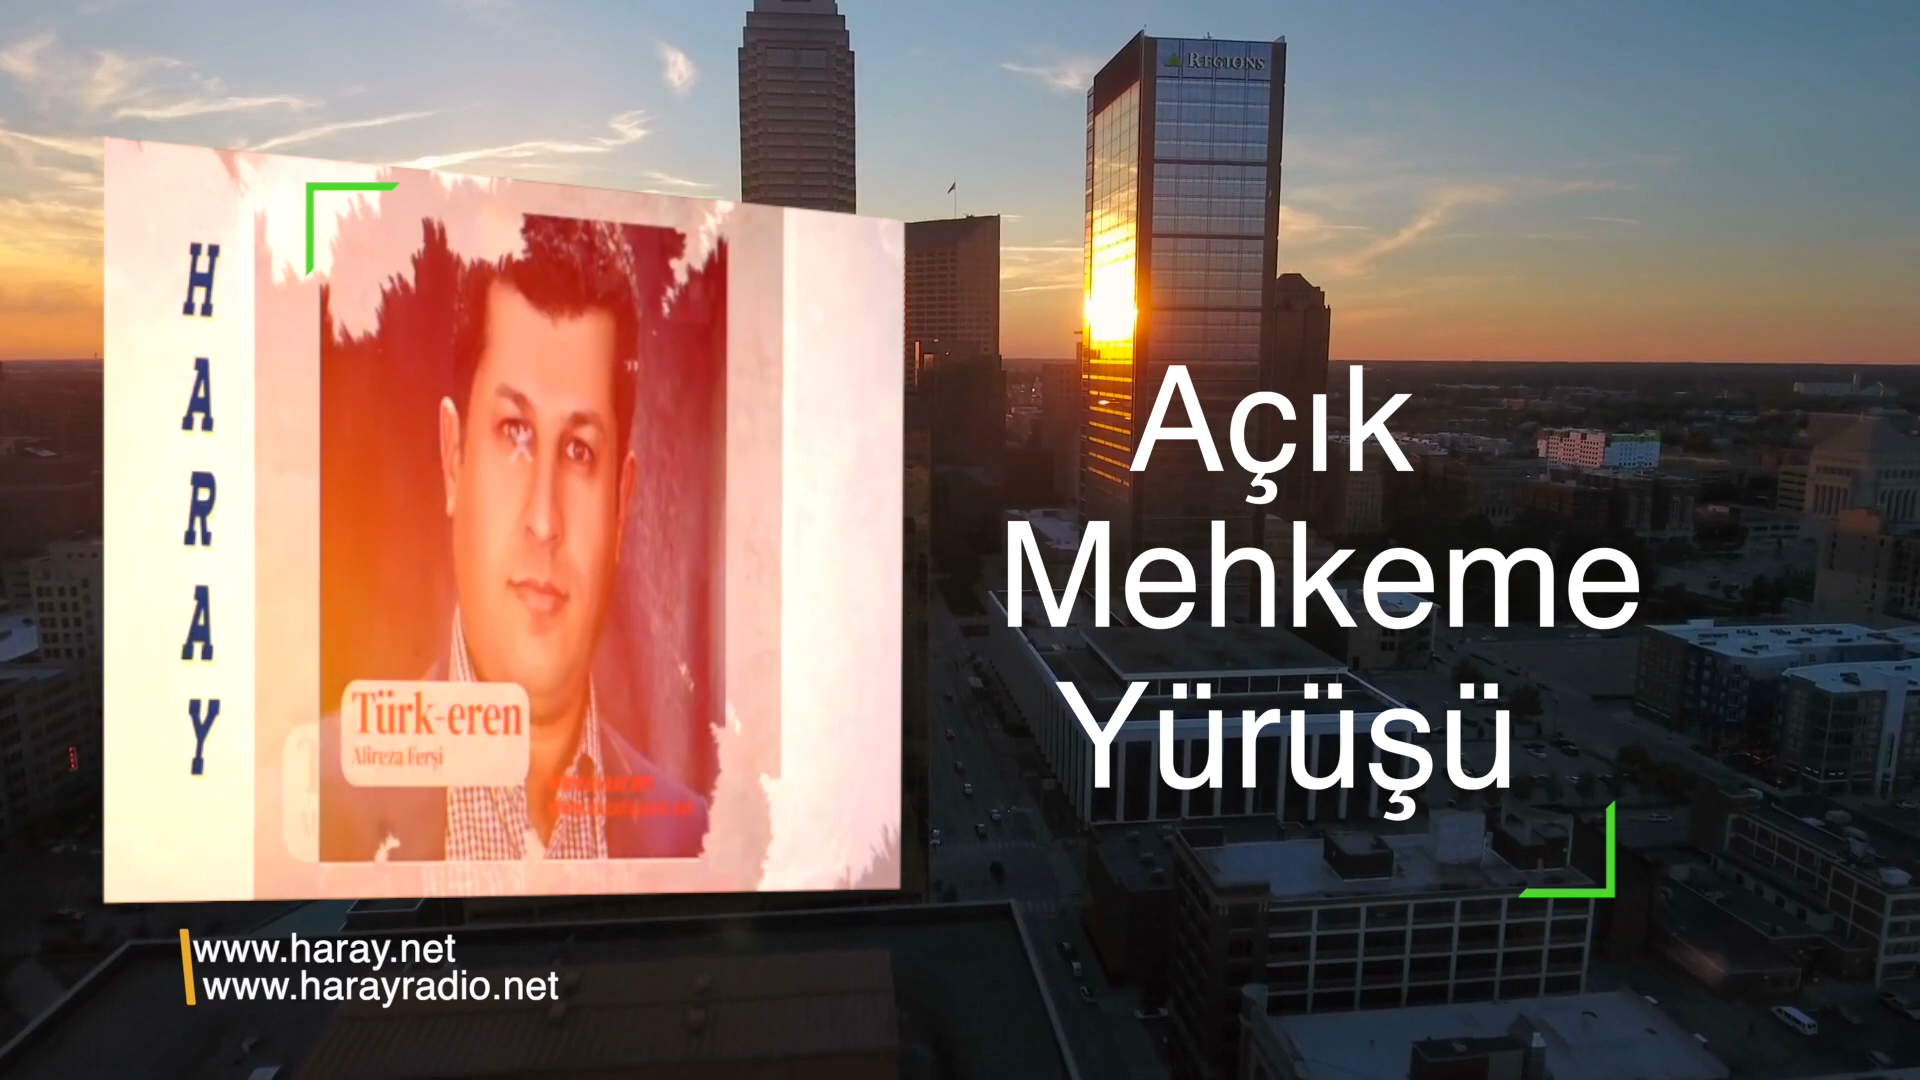 REGIONS
HARAY
Türk-eren
Alireza Ferşi
Açık
Mehkeme
Yürüşü
www.haray.net
www.harayradio.net